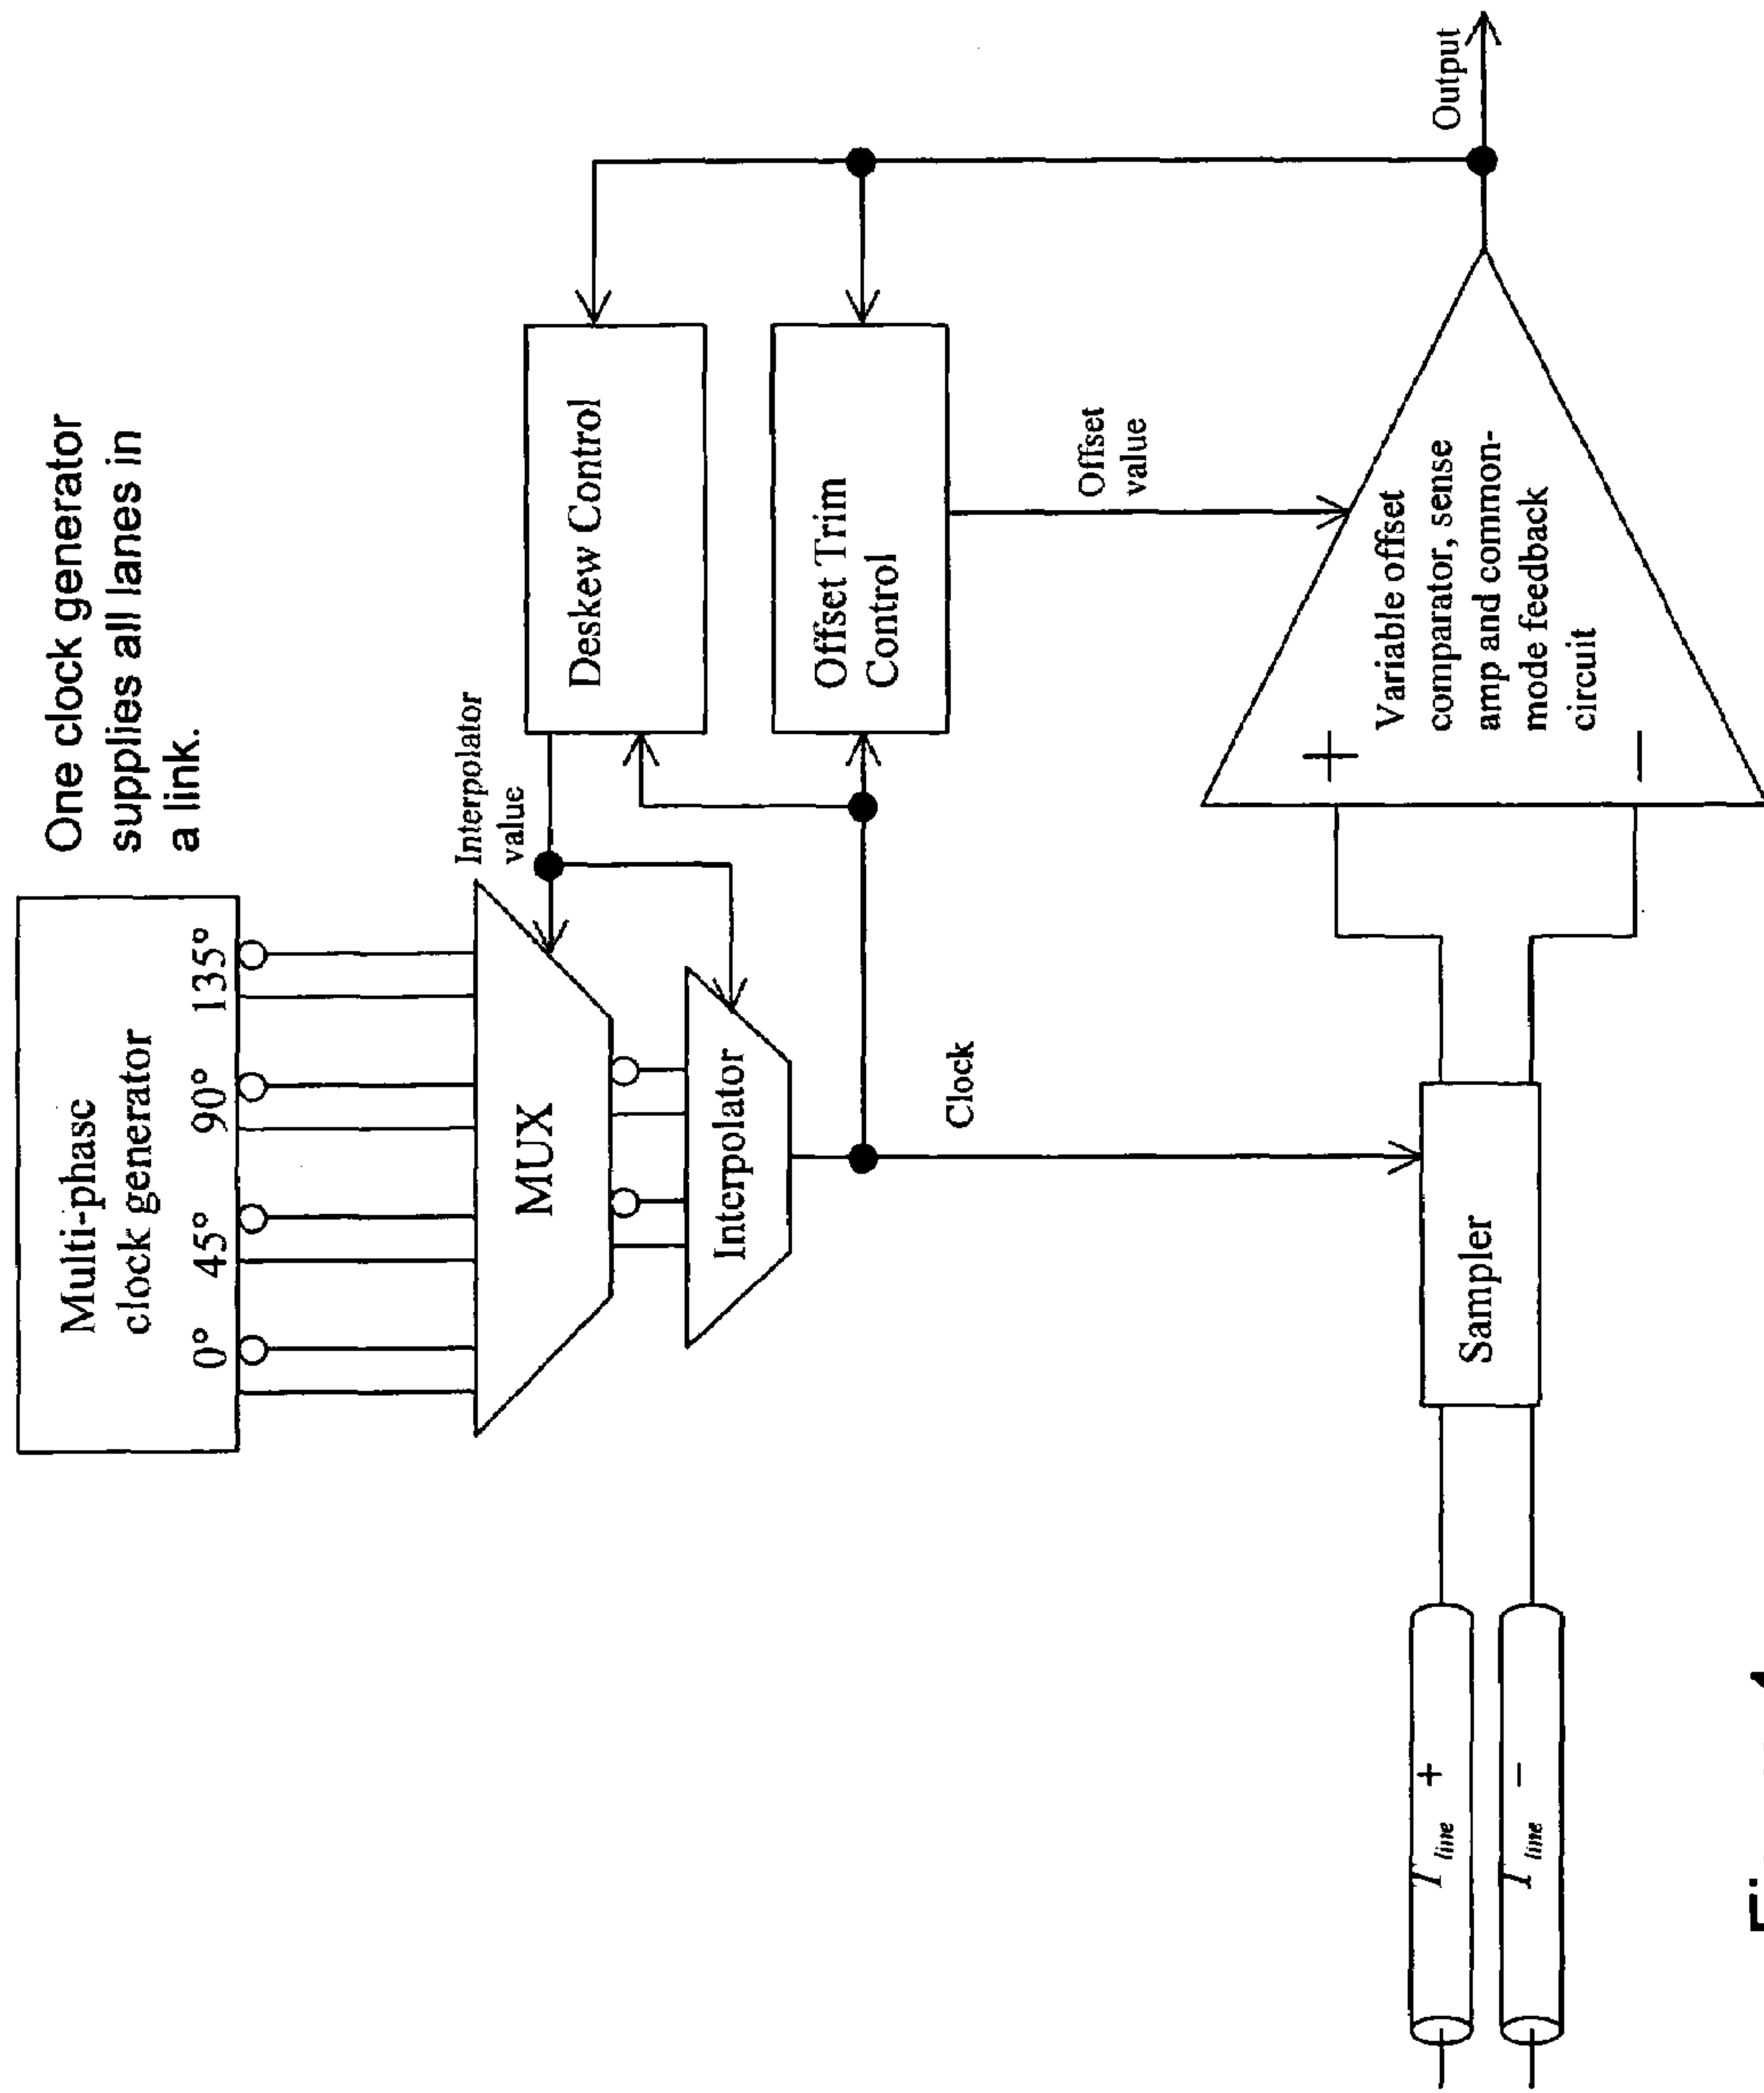 Multi-phase
clock generator
0° 45° 90° 135°
One clock generator
supplies all lanes in
a link.
MUX
Interpolator
value
Interpolator
Deskew Control
Offset Trim
Control
Clock
Offset
value
T line +
T line −
Sampler
+
−
Variable offset
comparator, sense
amp and common-
mode feedback
circuit
Output